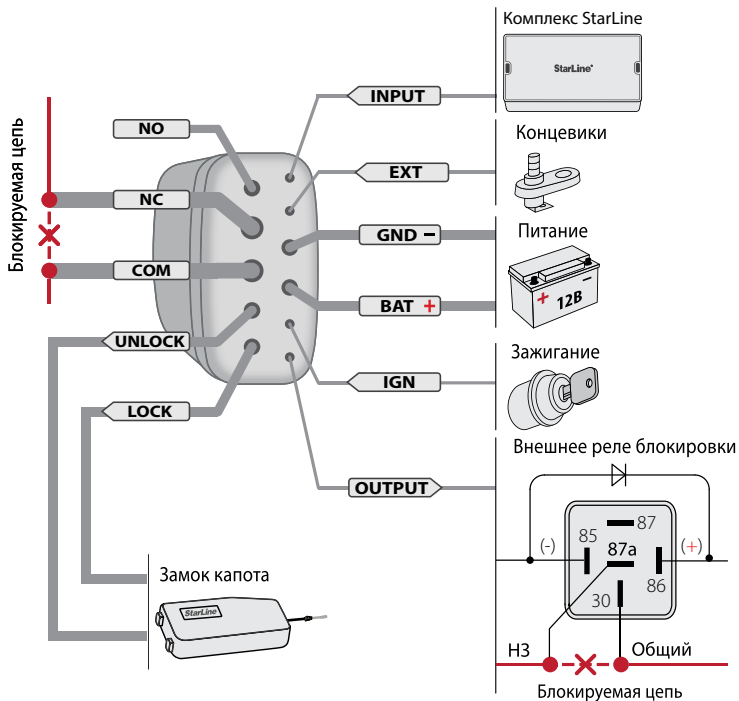 Комплекс StarLine
StarLine
INPUT
Концевики
EXT
NO
NC
Блокируемая цепь
GND –
Питание
COM
BAT +
+ 12В –
UNLOCK
Зажигание
IGN
LOCK
Внешнее реле блокировки
OUTPUT
87
85
(-)
87a
(+)
86
30
Замок капота
StarLine
НЗ
Общий
Блокируемая цепь